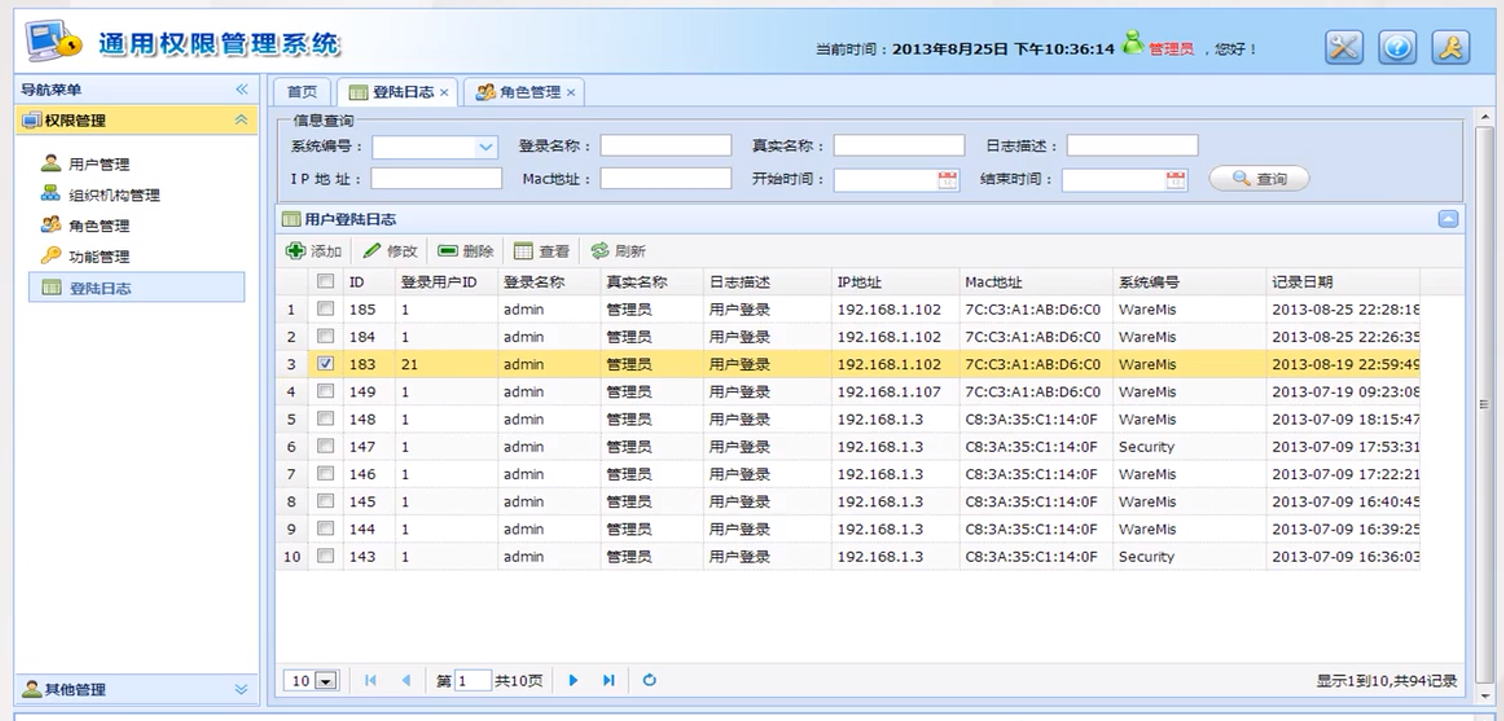 通用权限管理系统
当前时间：2013年8月25日 下午10:36:14 管理员 ，您好！
导航菜单
权限管理
用户管理
组织机构管理
角色管理
功能管理
登陆日志
其他管理
首页 登陆日志 × 角色管理 ×
信息查询
系统编号： 登录名称： 真实名称： 日志描述：
I P 地 址： Mac地址： 开始时间： 结束时间： 查询
用户登陆日志
添加 修改 删除 查看 刷新
ID 登录用户ID 登录名称 真实名称 日志描述 IP地址 Mac地址 系统编号 记录日期
1 185 1 admin 管理员 用户登录 192.168.1.102 7C:C3:A1:AB:D6:C0 WareMis 2013-08-25 22:28:18
2 184 1 admin 管理员 用户登录 192.168.1.102 7C:C3:A1:AB:D6:C0 WareMis 2013-08-25 22:26:35
3 183 21 admin 管理员 用户登录 192.168.1.102 7C:C3:A1:AB:D6:C0 WareMis 2013-08-19 22:59:49
4 149 1 admin 管理员 用户登录 192.168.1.107 7C:C3:A1:AB:D6:C0 WareMis 2013-07-19 09:23:08
5 148 1 admin 管理员 用户登录 192.168.1.3 C8:3A:35:C1:14:0F WareMis 2013-07-09 18:15:47
6 147 1 admin 管理员 用户登录 192.168.1.3 C8:3A:35:C1:14:0F Security 2013-07-09 17:53:31
7 146 1 admin 管理员 用户登录 192.168.1.3 C8:3A:35:C1:14:0F WareMis 2013-07-09 17:22:21
8 145 1 admin 管理员 用户登录 192.168.1.3 C8:3A:35:C1:14:0F WareMis 2013-07-09 16:40:45
9 144 1 admin 管理员 用户登录 192.168.1.3 C8:3A:35:C1:14:0F WareMis 2013-07-09 16:39:25
10 143 1 admin 管理员 用户登录 192.168.1.3 C8:3A:35:C1:14:0F Security 2013-07-09 16:36:03
10 第 1 共10页 显示1到10,共94记录